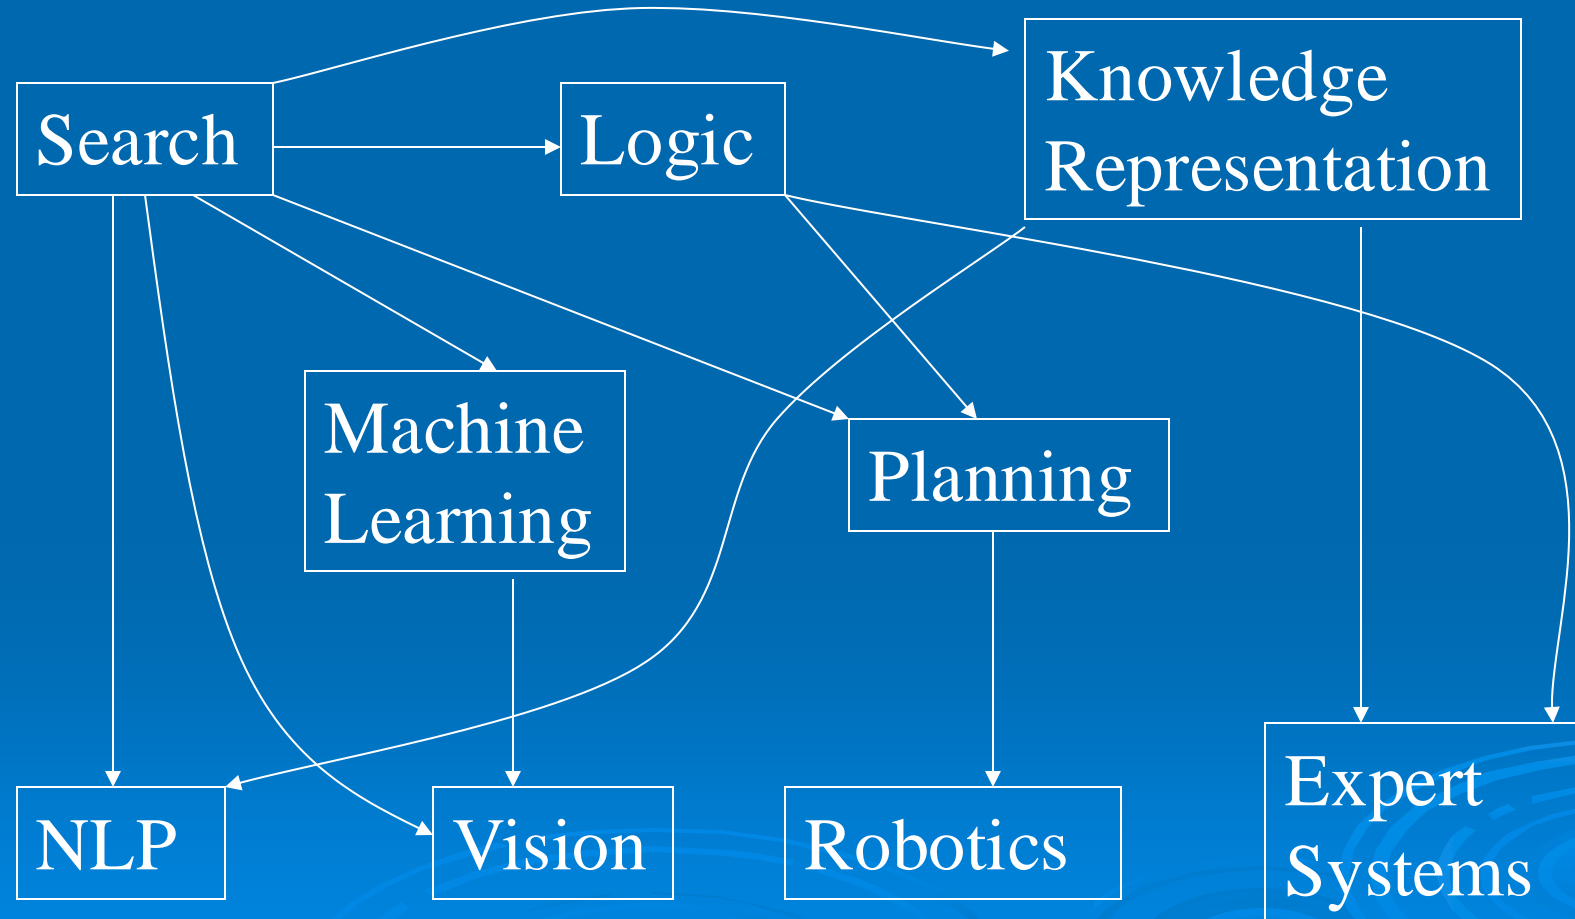 Search
Logic
Knowledge
Representation
Machine
Learning
Planning
NLP
Vision
Robotics
Expert
Systems